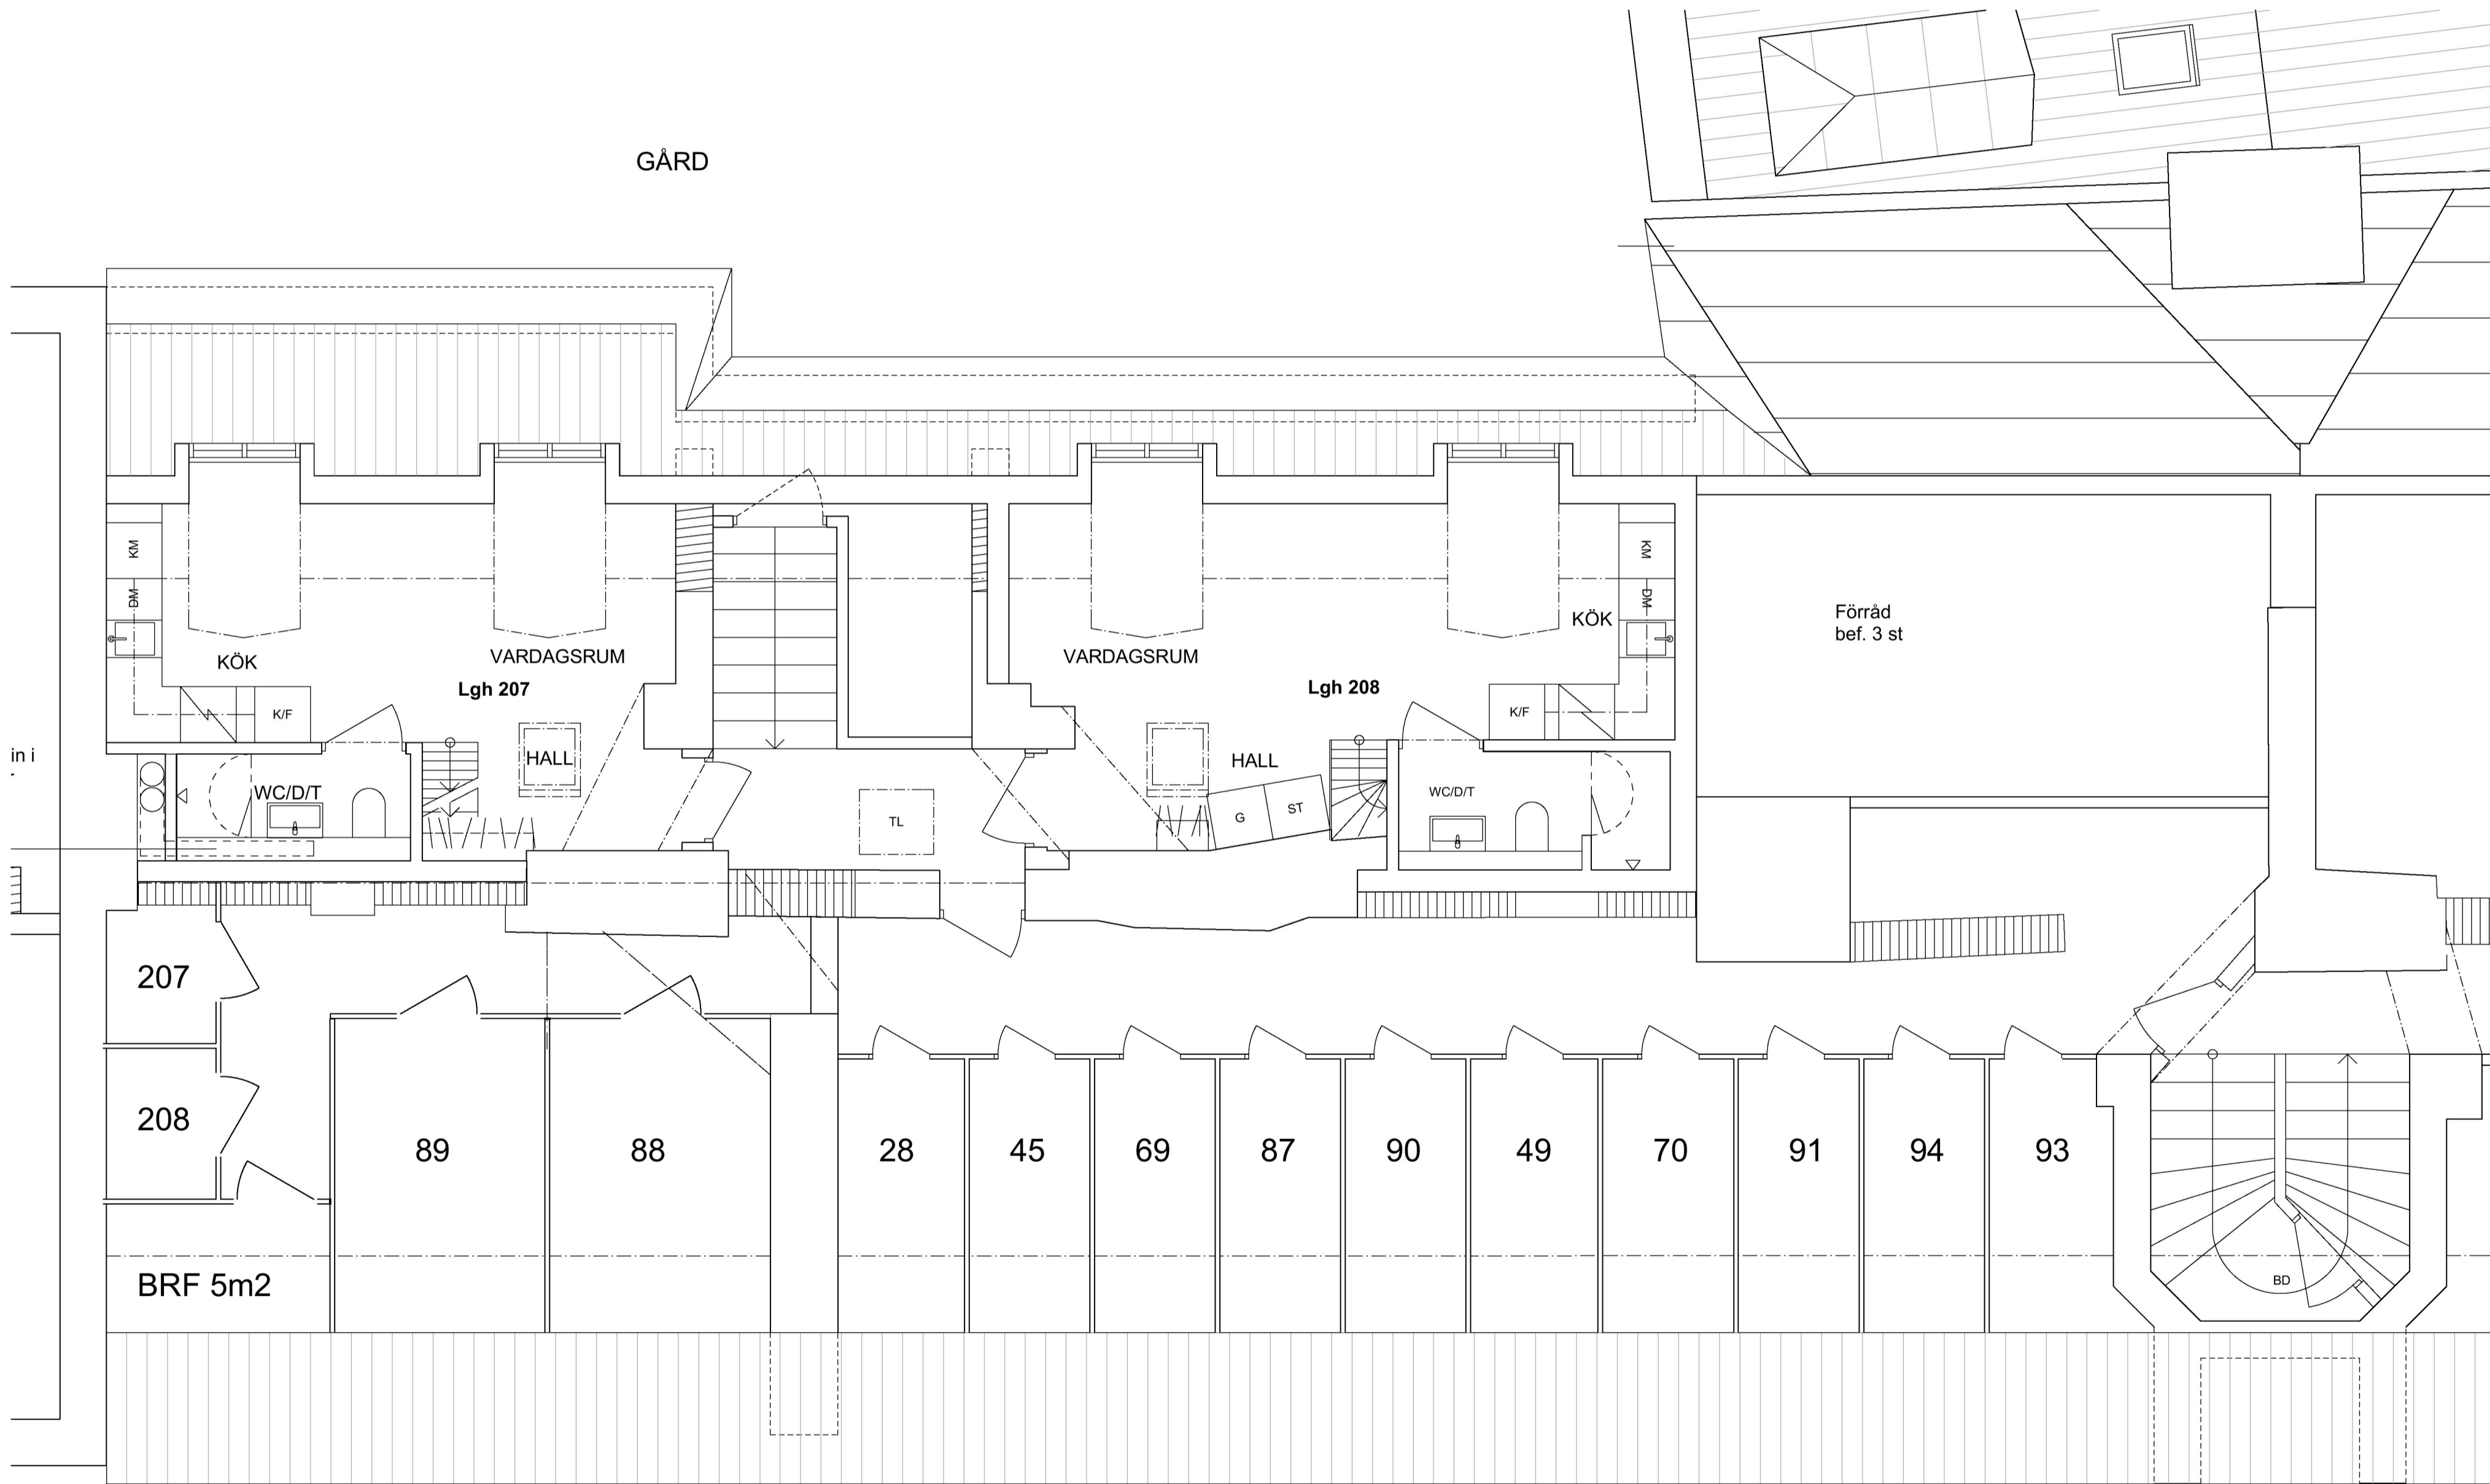 GÅRD
KM
DM
KÖK
VARDAGSRUM
Lgh 207
K/F
HALL
WC/D/T
in i
TL
KM
DM
KÖK
VARDAGSRUM
Lgh 208
K/F
HALL
G
ST
WC/D/T
Förråd
bef. 3 st
207
208
89
88
28
45
69
87
90
49
70
91
94
93
BRF 5m2
BD